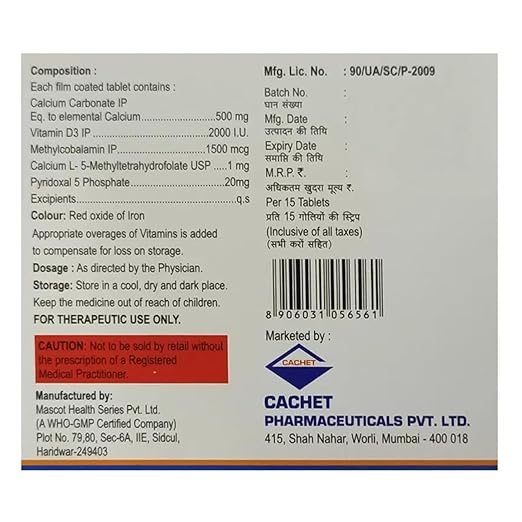 Composition :
Each film coated tablet contains :
Calcium Carbonate IP
Eq. to elemental Calcium........................500 mg
Vitamin D3 IP....................................2000 I.U.
Methylcobalamin IP..........................1500 mcg
Calcium L- 5-Methyltetrahydrofolate USP .....1 mg
Pyridoxal 5 Phosphate..............................20mg
Excipients...............................................q.s
Colour: Red oxide of Iron
Appropriate overages of Vitamins is added
to compensate for loss on storage.
Dosage : As directed by the Physician.
Storage: Store in a cool, dry and dark place.
Keep the medicine out of reach of children.
FOR THERAPEUTIC USE ONLY.
CAUTION: Not to be sold by retail without
the prescription of a Registered
Medical Practitioner.
Manufactured by:
Mascot Health Series Pvt. Ltd.
(A WHO-GMP Certified Company)
Plot No. 79,80, Sec-6A, IIE, Sidcul,
Haridwar-249403
Mfg. Lic. No. : 90/UA/SC/P-2009
Batch No. :
घान संख्या
Mfg. Date :
उत्पादन की तिथि
Expiry Date :
समाप्ति की तिथि
M.R.P. ₹. :
अधिकतम खुदरा मूल्य ₹.
Per 15 Tablets
प्रति 15 गोलियों की स्ट्रिप
(Inclusive of all taxes)
(सभी करों सहित)
8 906031 056561
Marketed by :
CACHET
CACHET
PHARMACEUTICALS PVT. LTD.
415, Shah Nahar, Worli, Mumbai - 400 018